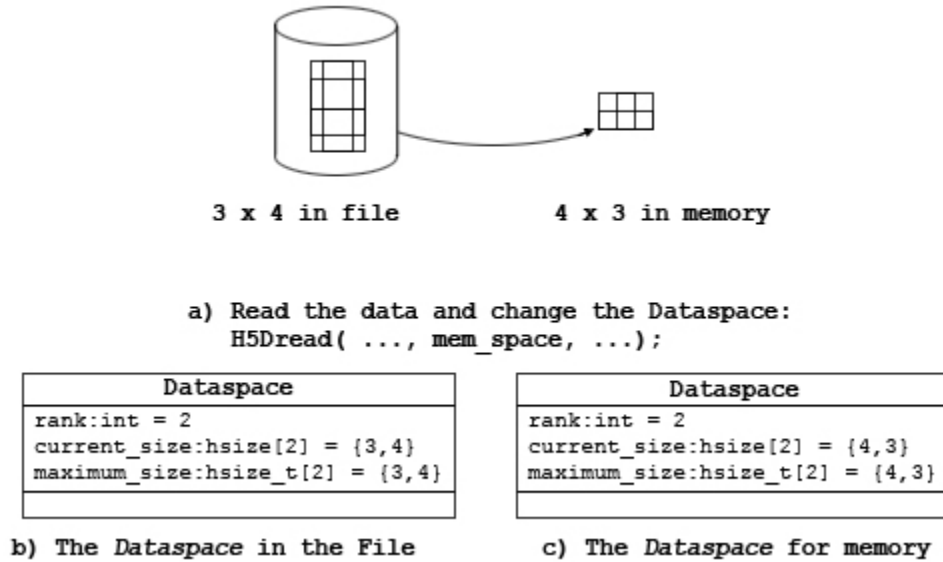 3 x 4 in file
4 x 3 in memory
a) Read the data and change the Dataspace:
H5Dread( ..., mem_space, ...);
Dataspace
rank:int = 2
current_size:hsize[2] = {3,4}
maximum_size:hsize_t[2] = {3,4}
b) The Dataspace in the File
Dataspace
rank:int = 2
current_size:hsize[2] = {4,3}
maximum_size:hsize_t[2] = {4,3}
c) The Dataspace for memory